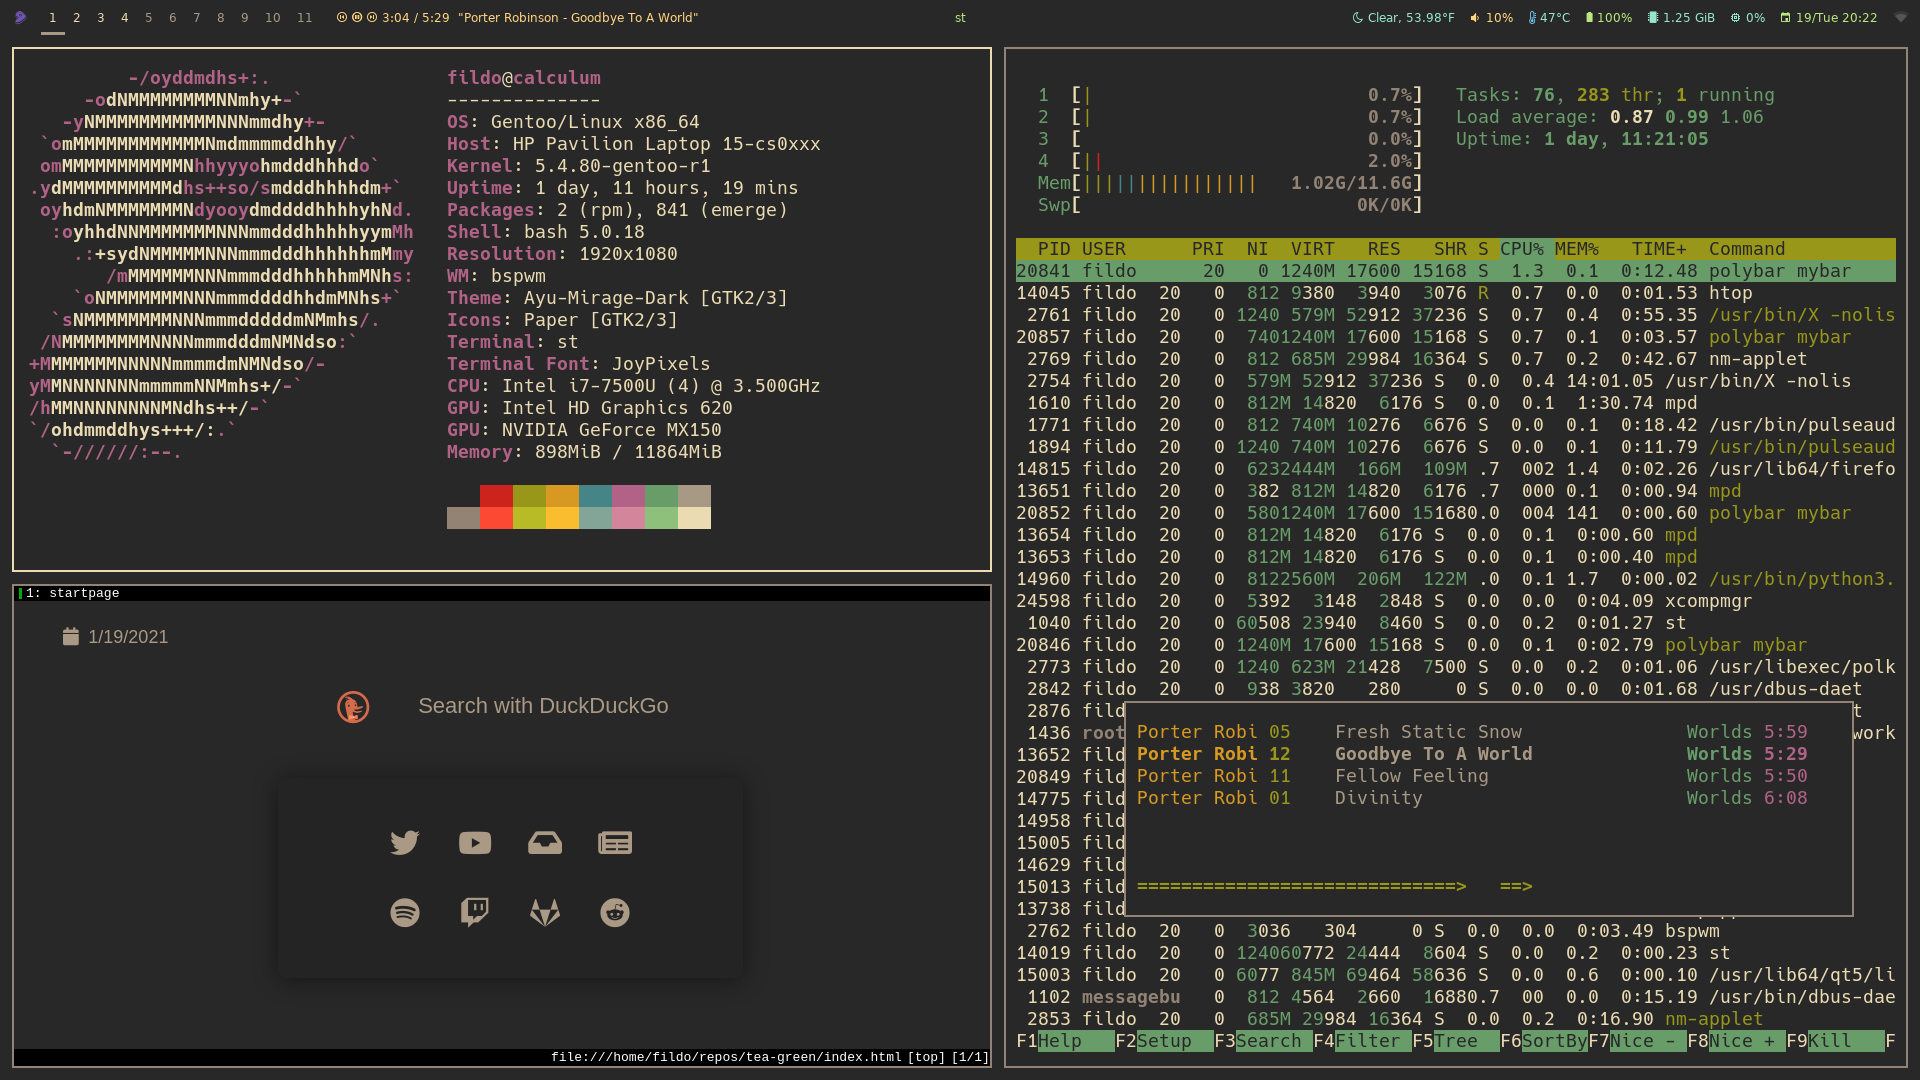 1 2 3 4 5 6 7 8 9 10 11 3:04 / 5:29 "Porter Robinson - Goodbye To A World" st Clear, 53.98°F 10% 47°C 100% 1.25 GiB 0% 19/Tue 20:22
-/oyddmdhs+:.
-odNMMMMMMMMNNmhy+-`
-yNMMMMMMMMMMMNNNmmdhy+-
`omMMMMMMMMMMMMNmdmmmmddhhy/`
omMMMMMMMMMMMNhhyyyohmdddhhhdo`
.ydMMMMMMMMMMdhs++so/smdddhhhhdm+`
oyhdmNMMMMMMMNdyooydmddddhhhhyhNd.
:oyhhdNNMMMMMMMNNNmmdddhhhhhyymMh
.:+sydNMMMMMNNNmmmdddhhhhhhmMmy
/mMMMMMMNNNmmmdddhhhhhmMNhs:
`oNMMMMMMMNNNmmmddddhhdmMNhs+`
`sNMMMMMMMMNNNmmmdddddmNMmhs/.
/NMMMMMMMMNNNNmmmdddmNMNdso:`
+MMMMMMMNNNNNmmmmdmNMNdso/-
yMMNNNNNNNmmmmmNNMmhs+/-`
/hMMNNNNNNNNMNdhs++/-`
`/ohdmmddhys+++/:.`
`-//////:--.
fildo@calculum
--------------
OS: Gentoo/Linux x86_64
Host: HP Pavilion Laptop 15-cs0xxx
Kernel: 5.4.80-gentoo-r1
Uptime: 1 day, 11 hours, 19 mins
Packages: 2 (rpm), 841 (emerge)
Shell: bash 5.0.18
Resolution: 1920x1080
WM: bspwm
Theme: Ayu-Mirage-Dark [GTK2/3]
Icons: Paper [GTK2/3]
Terminal: st
Terminal Font: JoyPixels
CPU: Intel i7-7500U (4) @ 3.500GHz
GPU: Intel HD Graphics 620
GPU: NVIDIA GeForce MX150
Memory: 898MiB / 11864MiB
1: startpage
1/19/2021
Search with DuckDuckGo
file:///home/fildo/repos/tea-green/index.html [top] [1/1]
1 [| 0.7%] Tasks: 76, 283 thr; 1 running
2 [| 0.7%] Load average: 0.87 0.99 1.06
3 [ 0.0%] Uptime: 1 day, 11:21:05
4 [|| 2.0%]
Mem[|||||||||||||||| 1.02G/11.6G]
Swp[ 0K/0K]
PID USER PRI NI VIRT RES SHR S CPU% MEM% TIME+ Command
20841 fildo 20 0 1240M 17600 15168 S 1.3 0.1 0:12.48 polybar mybar
14045 fildo 20 0 812 9380 3940 3076 R 0.7 0.0 0:01.53 htop
2761 fildo 20 0 1240 579M 52912 37236 S 0.7 0.4 0:55.35 /usr/bin/X -nolis
20857 fildo 20 0 7401240M 17600 15168 S 0.7 0.1 0:03.57 polybar mybar
2769 fildo 20 0 812 685M 29984 16364 S 0.7 0.2 0:42.67 nm-applet
2754 fildo 20 0 579M 52912 37236 S 0.0 0.4 14:01.05 /usr/bin/X -nolis
1610 fildo 20 0 812M 14820 6176 S 0.0 0.1 1:30.74 mpd
1771 fildo 20 0 812 740M 10276 6676 S 0.0 0.1 0:18.42 /usr/bin/pulseaud
1894 fildo 20 0 1240 740M 10276 6676 S 0.0 0.1 0:11.79 /usr/bin/pulseaud
14815 fildo 20 0 6232444M 166M 109M .7 002 1.4 0:02.26 /usr/lib64/firefo
13651 fildo 20 0 382 812M 14820 6176 .7 000 0.1 0:00.94 mpd
20852 fildo 20 0 5801240M 17600 151680.0 004 141 0:00.60 polybar mybar
13654 fildo 20 0 812M 14820 6176 S 0.0 0.1 0:00.60 mpd
13653 fildo 20 0 812M 14820 6176 S 0.0 0.1 0:00.40 mpd
14960 fildo 20 0 8122560M 206M 122M .0 0.1 1.7 0:00.02 /usr/bin/python3.
24598 fildo 20 0 5392 3148 2848 S 0.0 0.0 0:04.09 xcompmgr
1040 fildo 20 0 60508 23940 8460 S 0.0 0.2 0:01.27 st
20846 fildo 20 0 1240M 17600 15168 S 0.0 0.1 0:02.79 polybar mybar
2773 fildo 20 0 1240 623M 21428 7500 S 0.0 0.2 0:01.06 /usr/libexec/polk
2842 fildo 20 0 938 3820 280 0 S 0.0 0.0 0:01.68 /usr/dbus-daet
2876 fild t
1436 root work
13652 fild
20849 fild
14775 fild
14958 fild
15005 fild
14629 fild
15013 fild
13738 fild
Porter Robi 05 Fresh Static Snow Worlds 5:59
Porter Robi 12 Goodbye To A World Worlds 5:29
Porter Robi 11 Fellow Feeling Worlds 5:50
Porter Robi 01 Divinity Worlds 6:08
=============================> ==>
2762 fildo 20 0 3036 304 0 S 0.0 0.0 0:03.49 bspwm
14019 fildo 20 0 124060772 24444 8604 S 0.0 0.2 0:00.23 st
15003 fildo 20 0 6077 845M 69464 58636 S 0.0 0.6 0:00.10 /usr/lib64/qt5/li
1102 messagebu 0 812 4564 2660 16880.7 00 0.0 0:15.19 /usr/bin/dbus-dae
2853 fildo 20 0 685M 29984 16364 S 0.0 0.2 0:16.90 nm-applet
F1Help F2Setup F3Search F4Filter F5Tree F6SortByF7Nice -F8Nice +F9Kill F